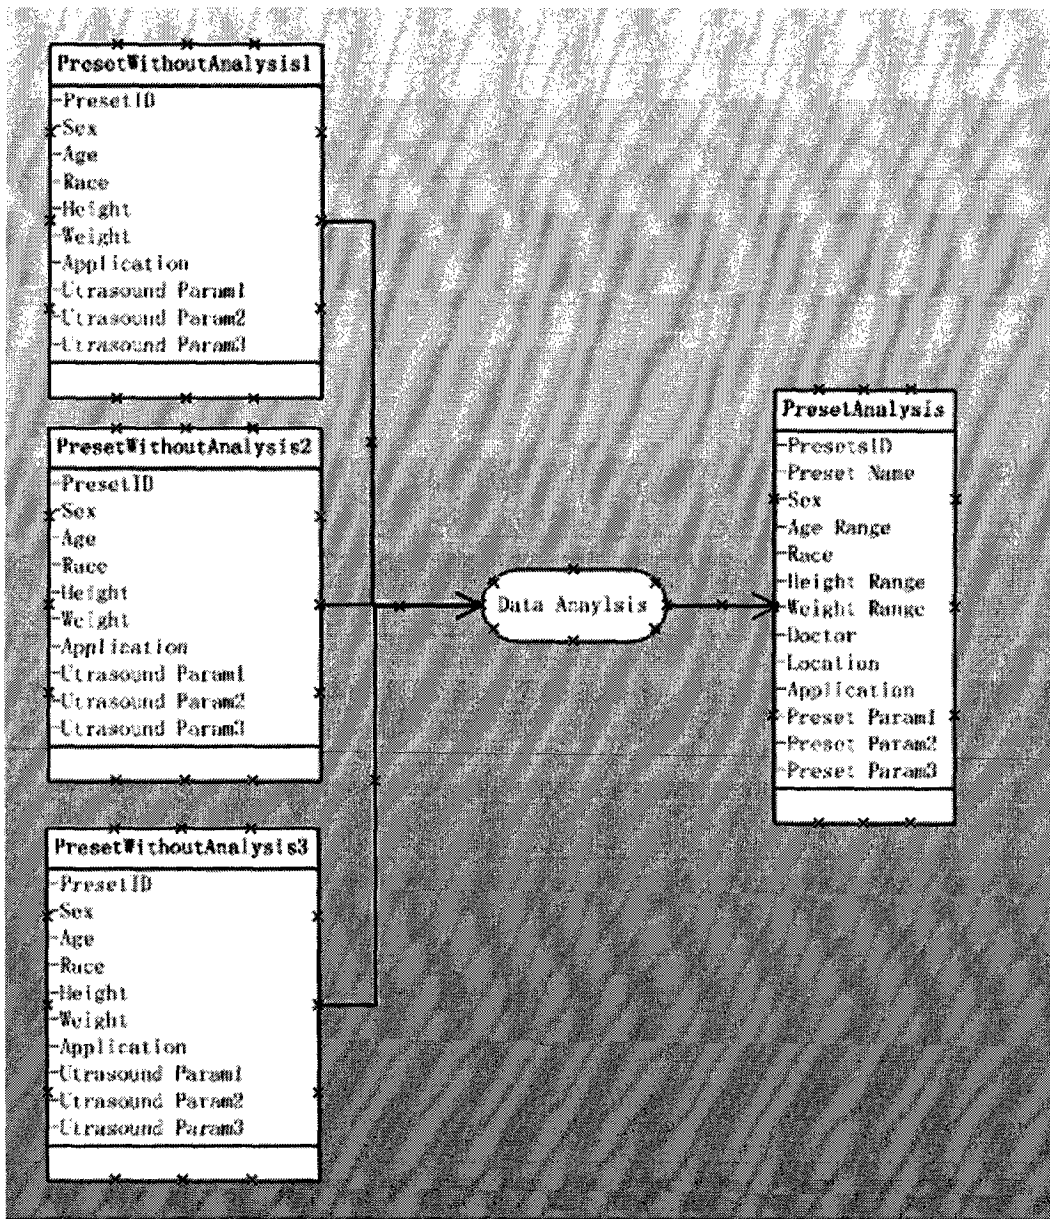 PresetWithoutAnalysis1
-PresetID
-Sex
-Age
-Race
-Height
-Weight
-Application
-Utrasound Param1
-Utrasound Param2
-Utrasound Param3
PresetWithoutAnalysis2
-PresetID
-Sex
-Age
-Race
-Height
-Weight
-Application
-Utrasound Param1
-Utrasound Param2
-Utrasound Param3
PresetWithoutAnalysis3
-PresetID
-Sex
-Age
-Race
-Height
-Weight
-Application
-Utrasound Param1
-Utrasound Param2
-Utrasound Param3
Data Anaylsis
PresetAnalysis
-PresetsID
-Preset Name
-Sex
-Age Range
-Race
-Height Range
-Weight Range
-Doctor
-Location
-Application
-Preset Param1
-Preset Param2
-Preset Param3